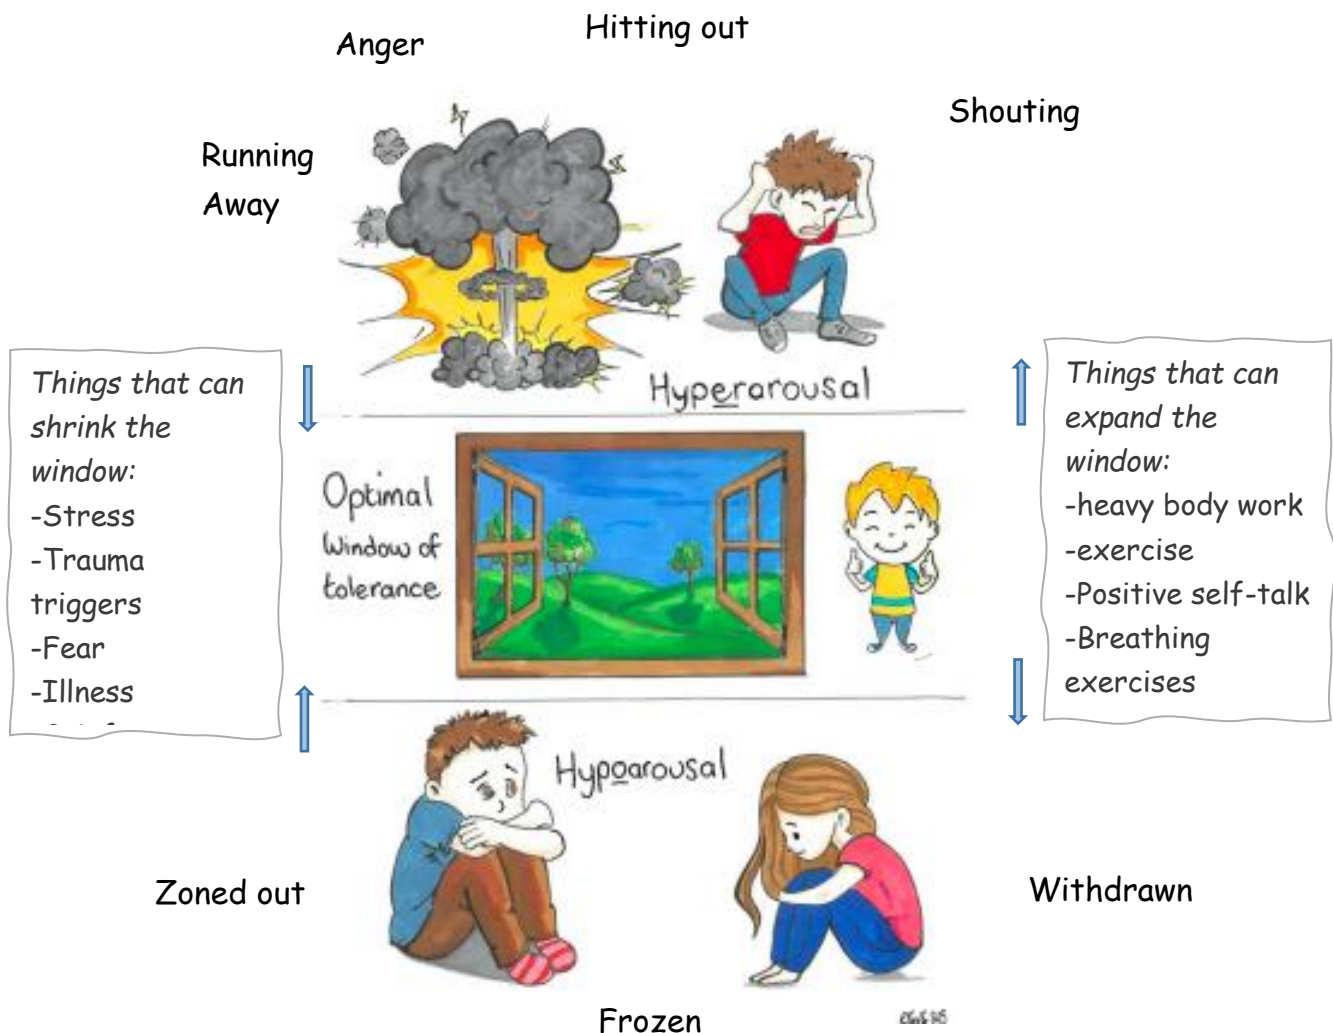 Hitting out
Anger
Shouting
Running
Away
Hyperarousal
Things that can
shrink the
window:
-Stress
-Trauma
triggers
-Fear
-Illness
Optimal
Window of
tolerance
Things that can
expand the
window:
-heavy body work
-exercise
-Positive self-talk
-Breathing
exercises
Hypoarousal
Zoned out
Withdrawn
Frozen